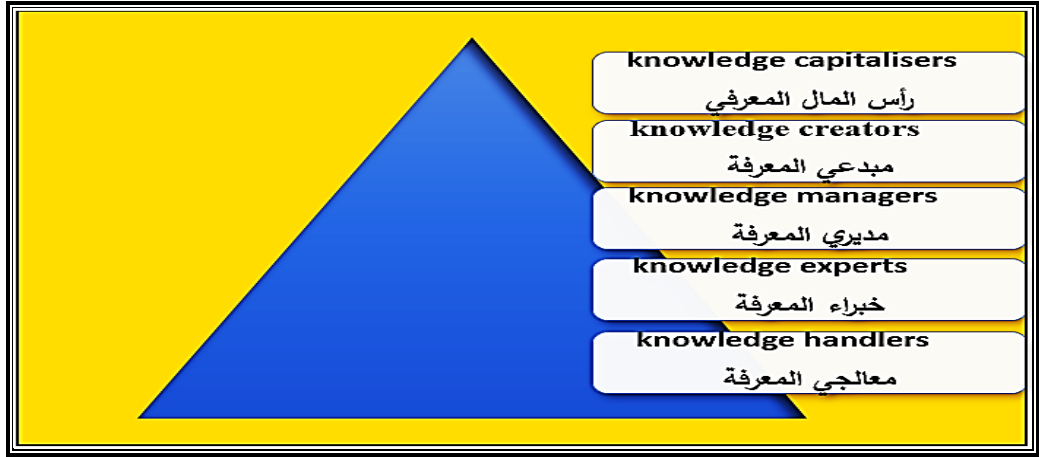 knowledge capitalisers
رأس المال المعرفي
knowledge creators
مبدعي المعرفة
knowledge managers
مديري المعرفة
knowledge experts
خبراء المعرفة
knowledge handlers
معالجي المعرفة